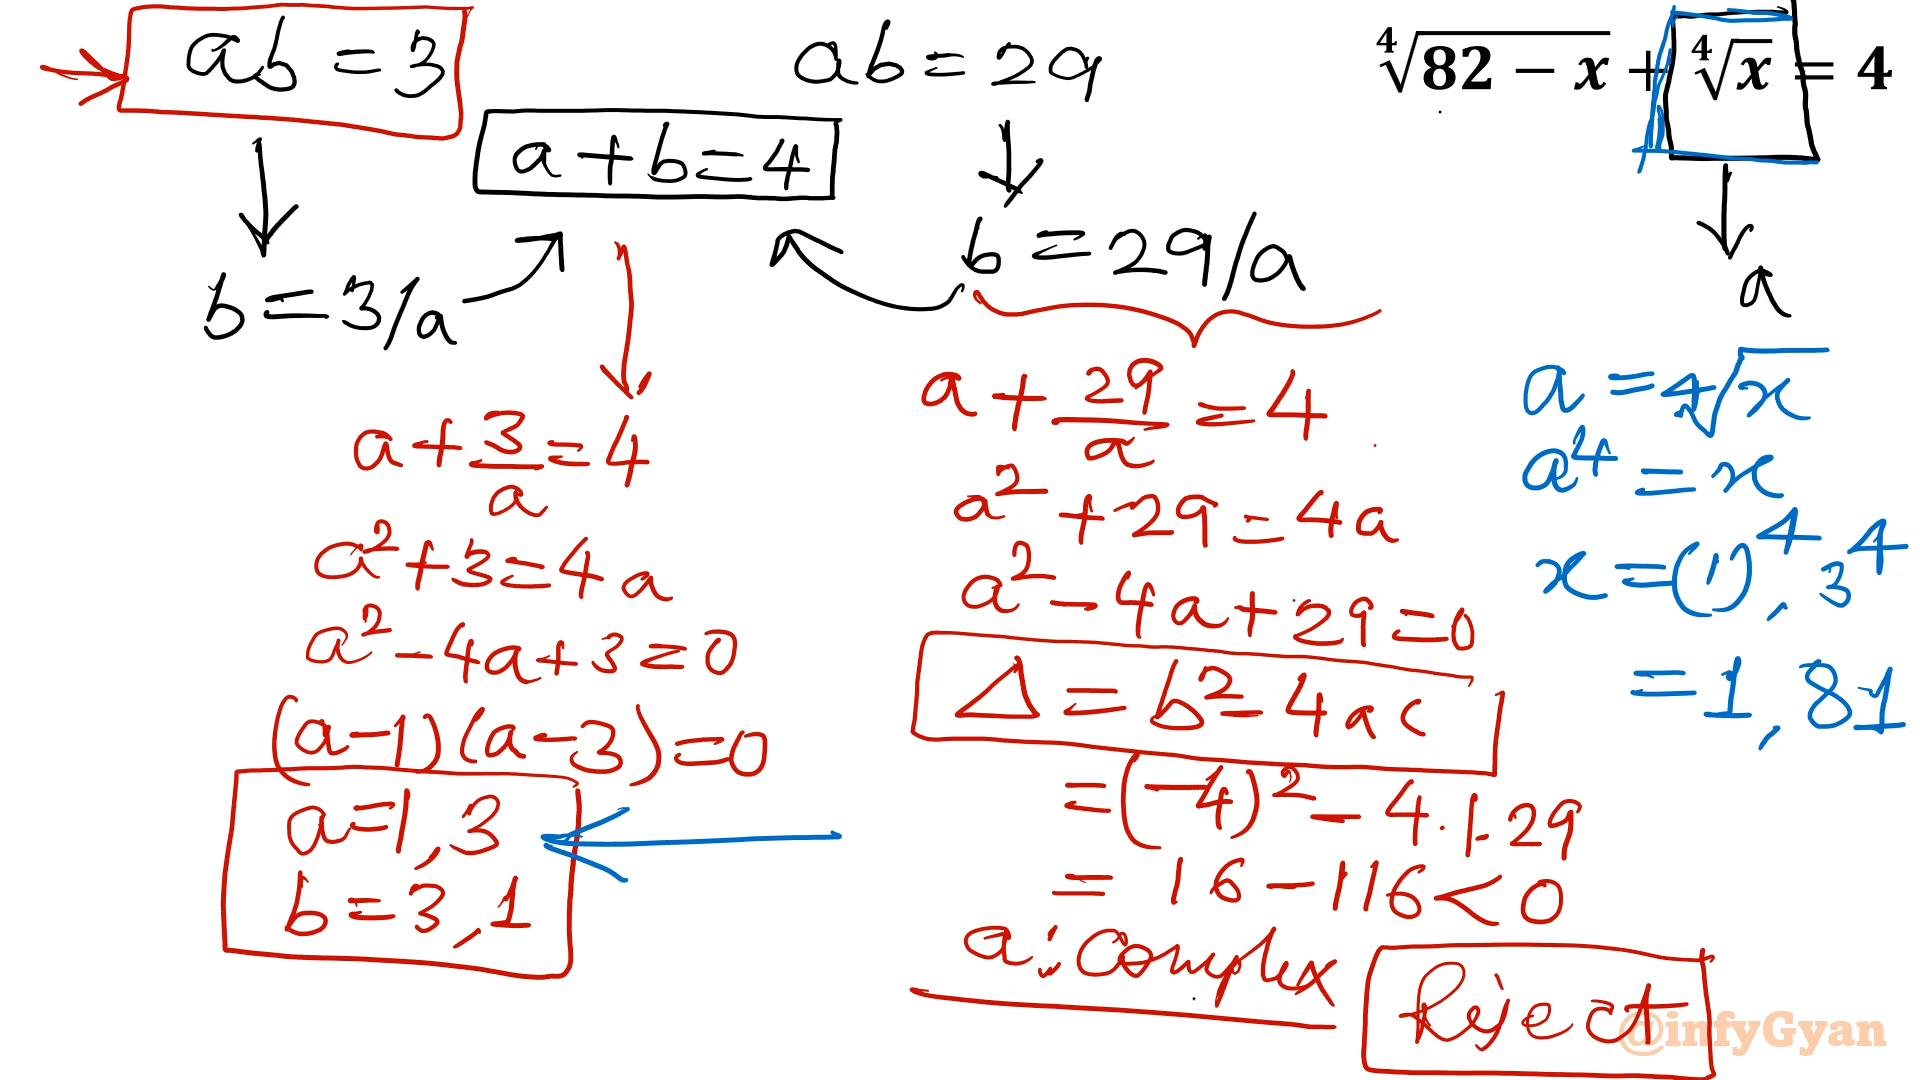 ab = 3
ab = 29
∜(82 − x) + ∜x = 4
a + b = 4
b = 3/a
b = 29/a
a
a + 3/a = 4
a² + 3 = 4a
a² − 4a + 3 = 0
(a − 1)(a − 3) = 0
a = 1, 3
b = 3, 1
a + 29/a = 4
a² + 29 = 4a
a² − 4a + 29 = 0
Δ = b² − 4ac
= (−4)² − 4 · 1 · 29
= 16 − 116 < 0
a : complex
Reject
a = ∜x
a⁴ = x
x = (1)⁴, 3⁴
= 1, 81
@infyGyan